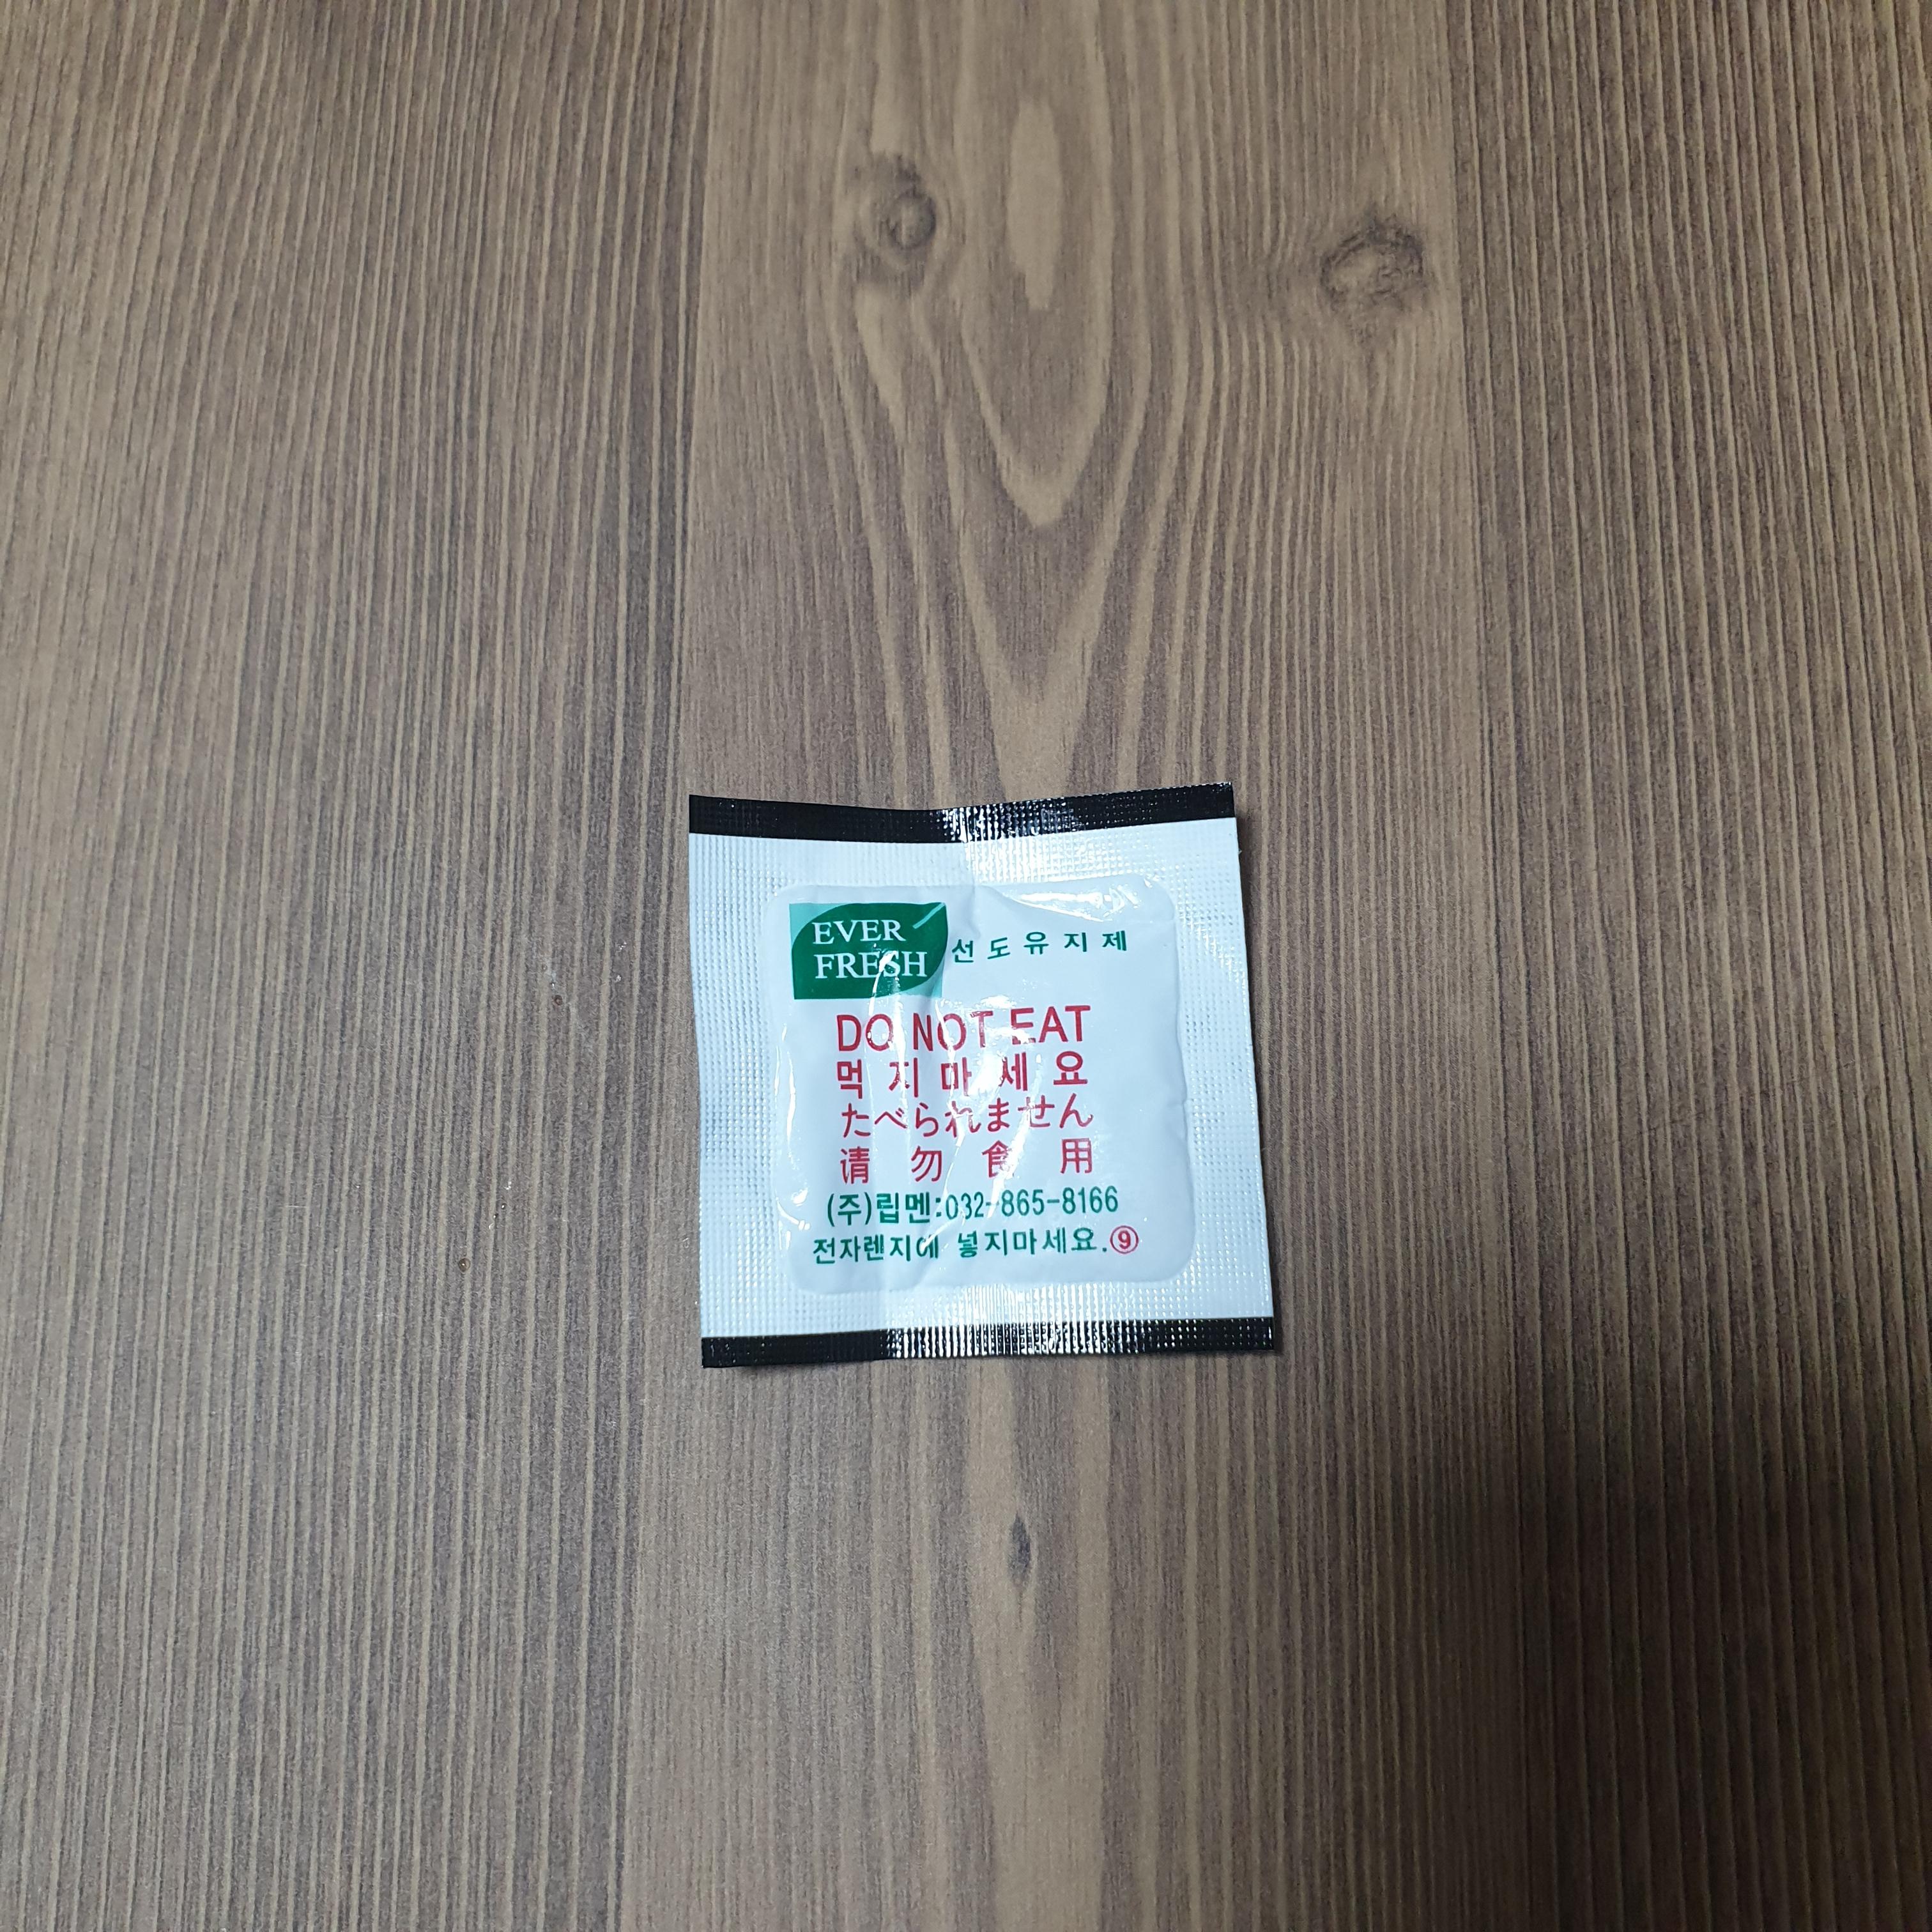 EVER
FRESH
선도유지제
DO NOT EAT
먹지마세요
たべられません
请勿食用
(주)립멘:032-865-8166
전자렌지에 넣지마세요.⑨